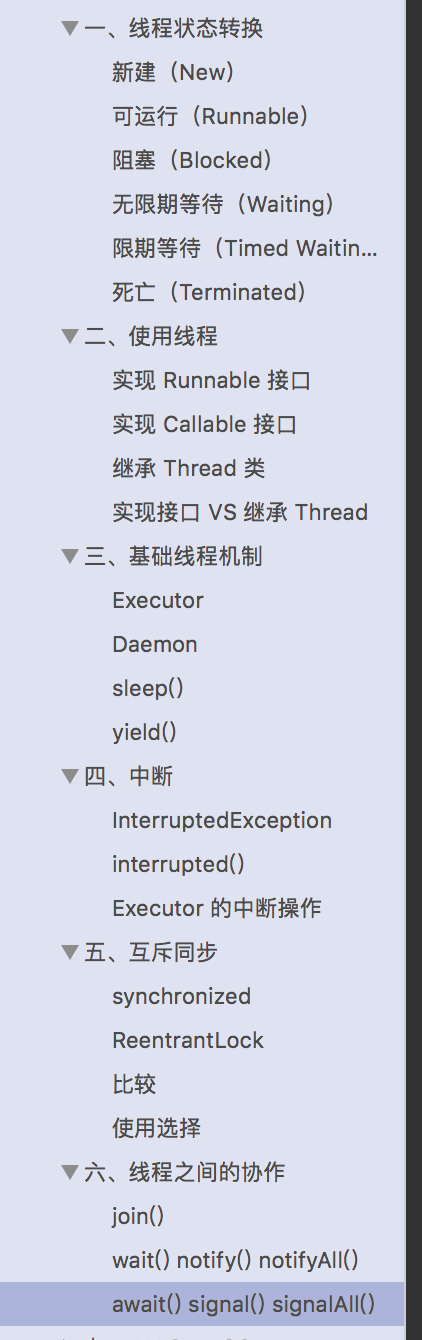 一、线程状态转换
新建（New）
可运行（Runnable）
阻塞（Blocked）
无限期等待（Waiting）
限期等待（Timed Waitin...
死亡（Terminated）
二、使用线程
实现 Runnable 接口
实现 Callable 接口
继承 Thread 类
实现接口 VS 继承 Thread
三、基础线程机制
Executor
Daemon
sleep()
yield()
四、中断
InterruptedException
interrupted()
Executor 的中断操作
五、互斥同步
synchronized
ReentrantLock
比较
使用选择
六、线程之间的协作
join()
wait() notify() notifyAll()
await() signal() signalAll()